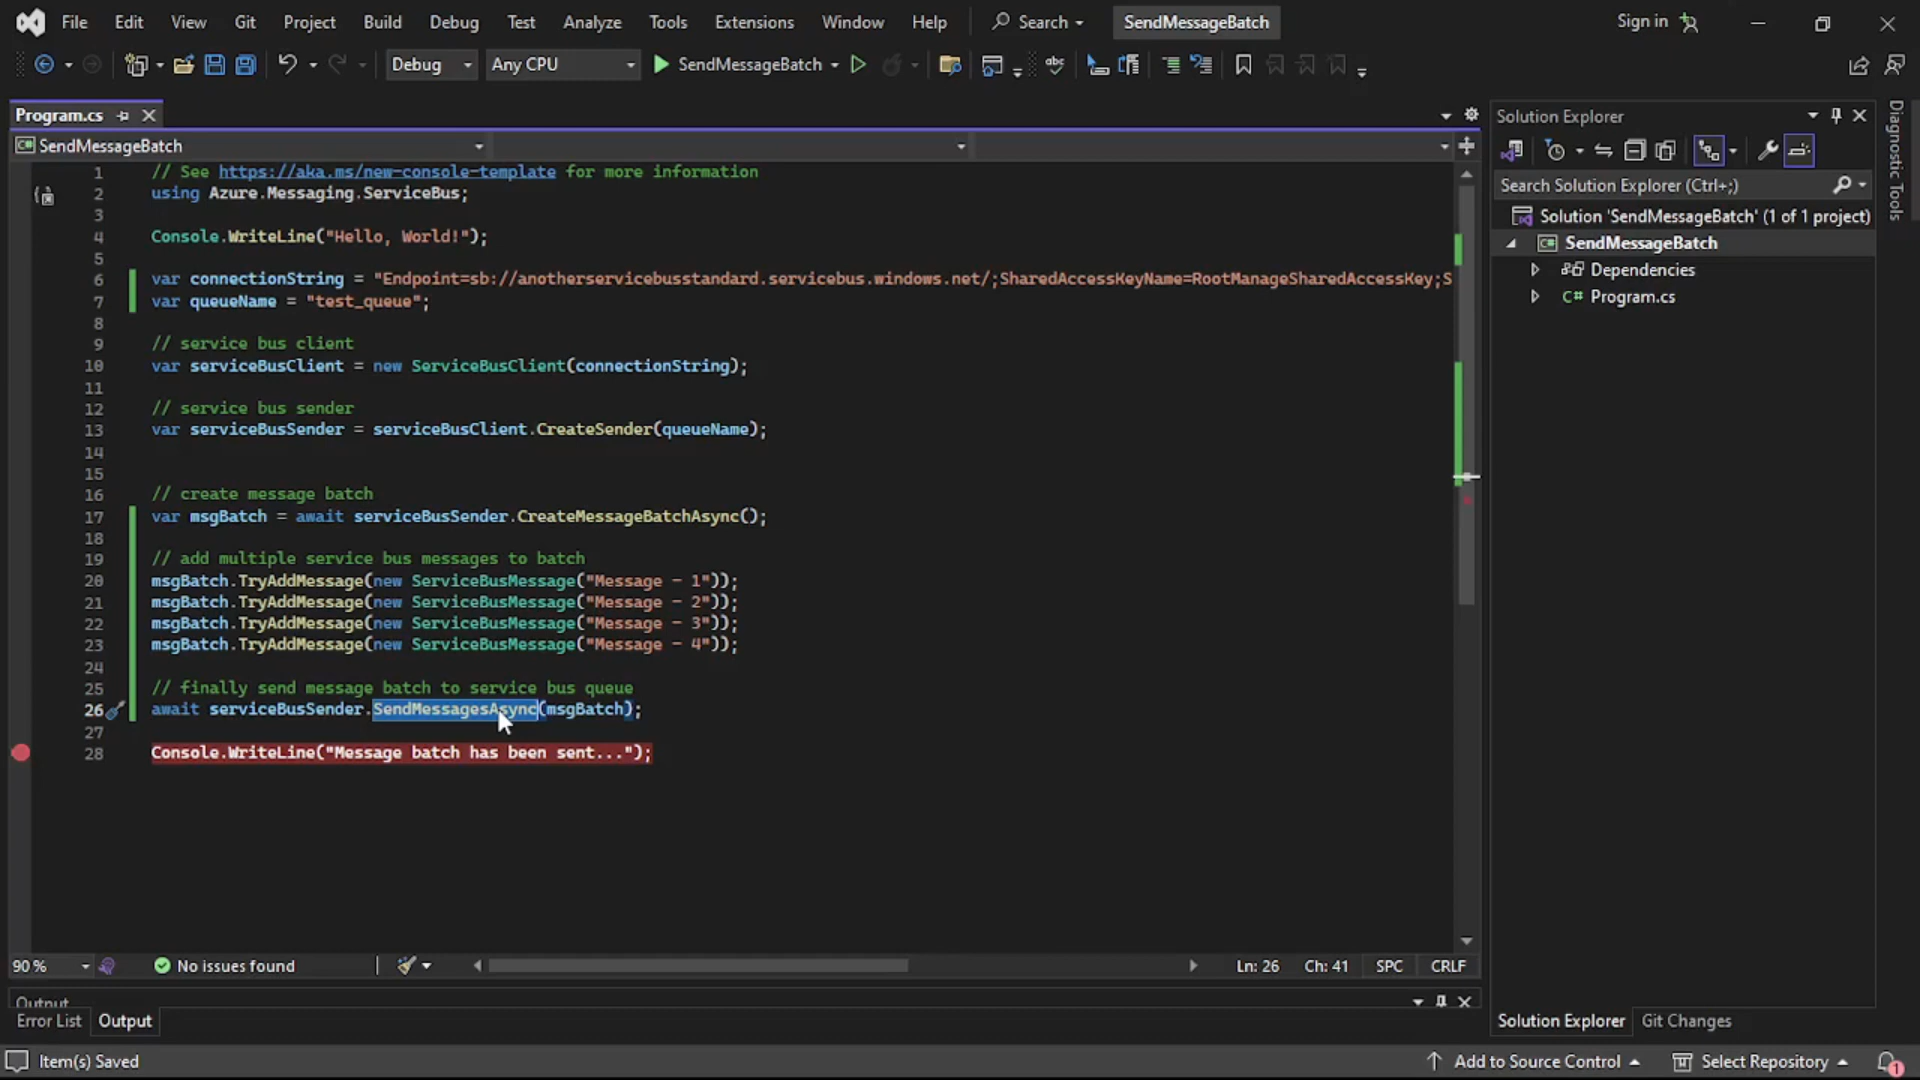 File Edit View Git Project Build Debug Test Analyze Tools Extensions Window Help Search SendMessageBatch Sign in
Debug Any CPU SendMessageBatch
Program.cs
SendMessageBatch
1 // See https://aka.ms/new-console-template for more information
2 using Azure.Messaging.ServiceBus;
3
4 Console.WriteLine("Hello, World!");
5
6 var connectionString = "Endpoint=sb://anotherservicebusstandard.servicebus.windows.net/;SharedAccessKeyName=RootManageSharedAccessKey;S
7 var queueName = "test_queue";
8
9 // service bus client
10 var serviceBusClient = new ServiceBusClient(connectionString);
11
12 // service bus sender
13 var serviceBusSender = serviceBusClient.CreateSender(queueName);
14
15
16 // create message batch
17 var msgBatch = await serviceBusSender.CreateMessageBatchAsync();
18
19 // add multiple service bus messages to batch
20 msgBatch.TryAddMessage(new ServiceBusMessage("Message - 1"));
21 msgBatch.TryAddMessage(new ServiceBusMessage("Message - 2"));
22 msgBatch.TryAddMessage(new ServiceBusMessage("Message - 3"));
23 msgBatch.TryAddMessage(new ServiceBusMessage("Message - 4"));
24
25 // finally send message batch to service bus queue
26 await serviceBusSender.SendMessagesAsync(msgBatch);
27
28 Console.WriteLine("Message batch has been sent...");
90 % No issues found Ln: 26 Ch: 41 SPC CRLF
Output
Error List Output
Solution Explorer
Search Solution Explorer (Ctrl+;)
Solution 'SendMessageBatch' (1 of 1 project)
SendMessageBatch
Dependencies
C# Program.cs
Solution Explorer Git Changes
Diagnostic Tools
Item(s) Saved Add to Source Control Select Repository 1